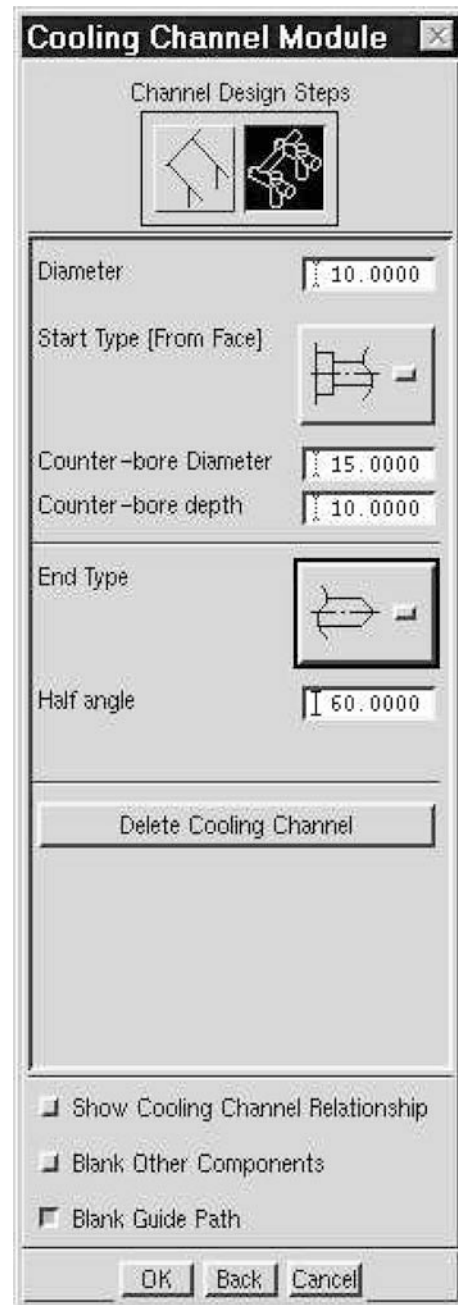 Cooling Channel Module
Channel Design Steps
Diameter 10.0000
Start Type [From Face]
Counter-bore Diameter 15.0000
Counter-bore depth 10.0000
End Type
Half angle 60.0000
Delete Cooling Channel
Show Cooling Channel Relationship
Blank Other Components
Blank Guide Path
OK Back Cancel